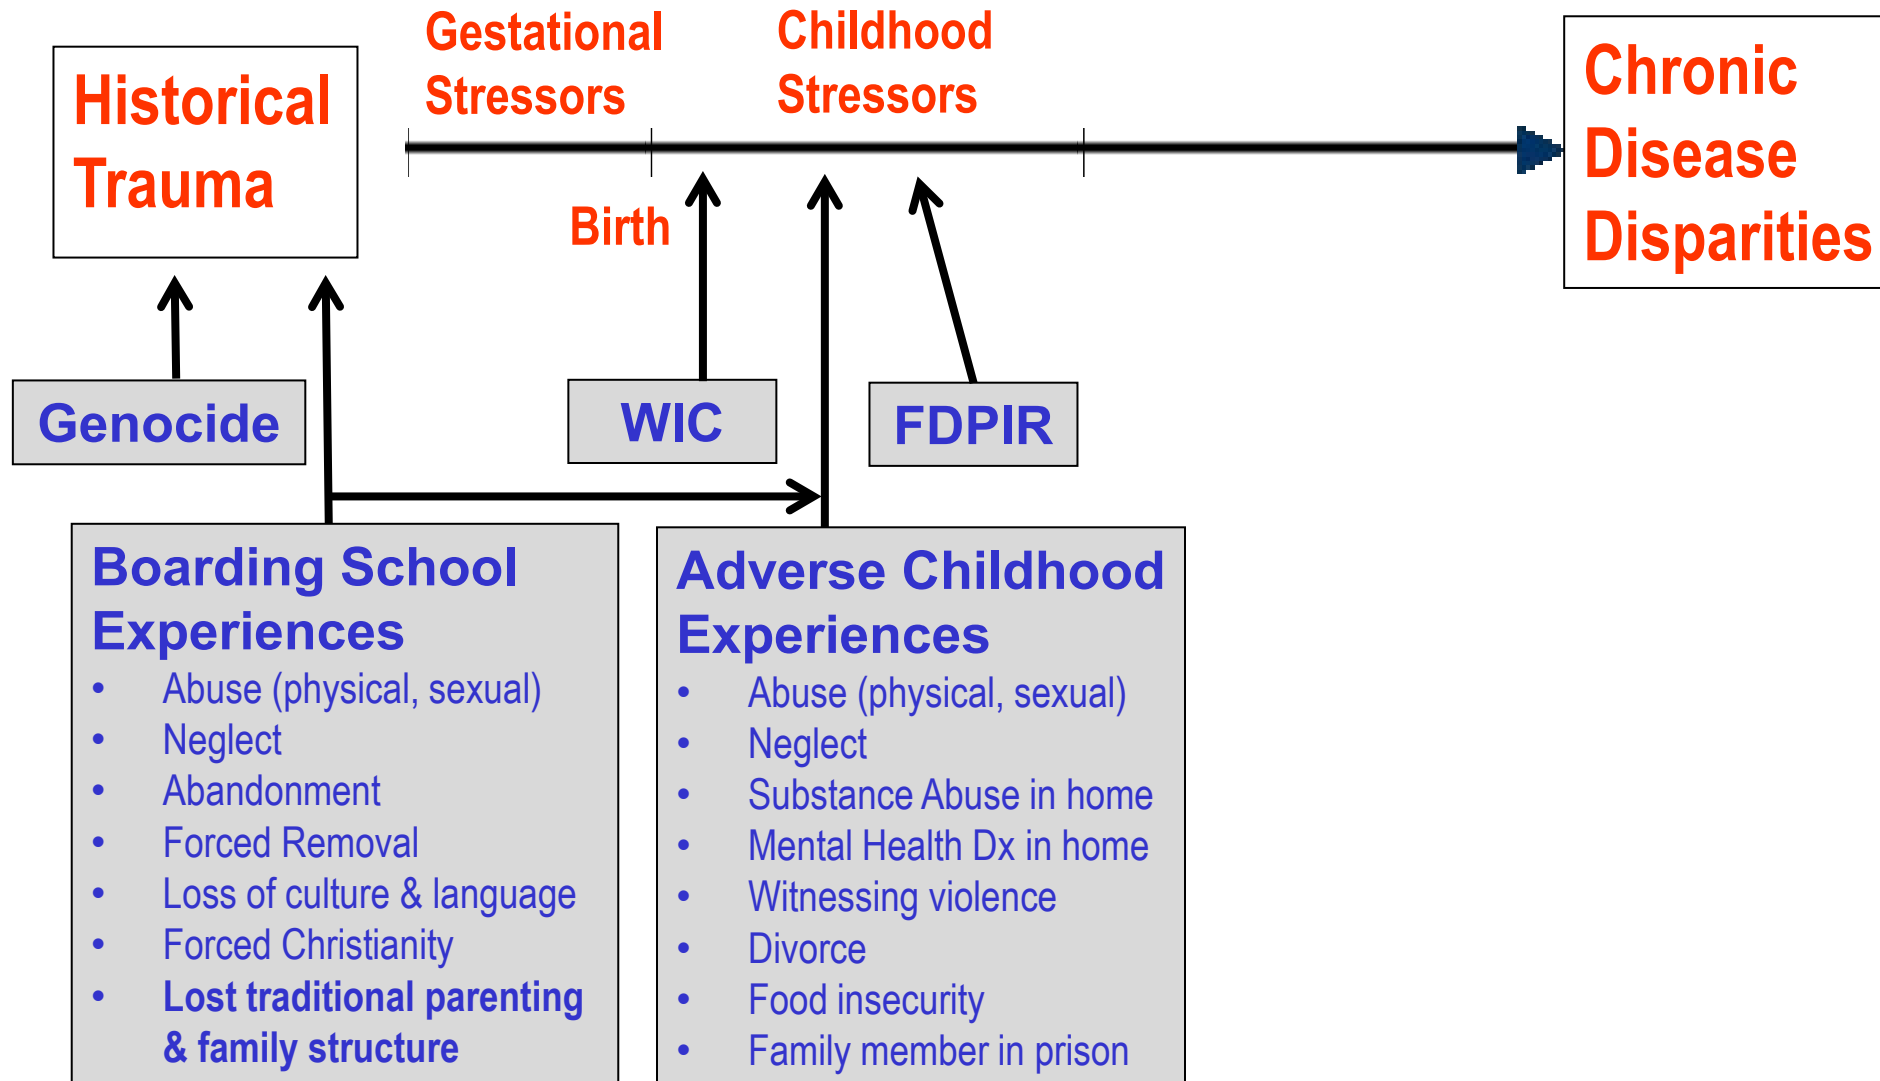 Historical
Trauma
Gestational
Stressors
Childhood
Stressors
Chronic
Disease
Disparities
Birth
Genocide
WIC
FDPIR
Boarding School
Experiences
• Abuse (physical, sexual)
• Neglect
• Abandonment
• Forced Removal
• Loss of culture & language
• Forced Christianity
• Lost traditional parenting
& family structure
Adverse Childhood
Experiences
• Abuse (physical, sexual)
• Neglect
• Substance Abuse in home
• Mental Health Dx in home
• Witnessing violence
• Divorce
• Food insecurity
• Family member in prison